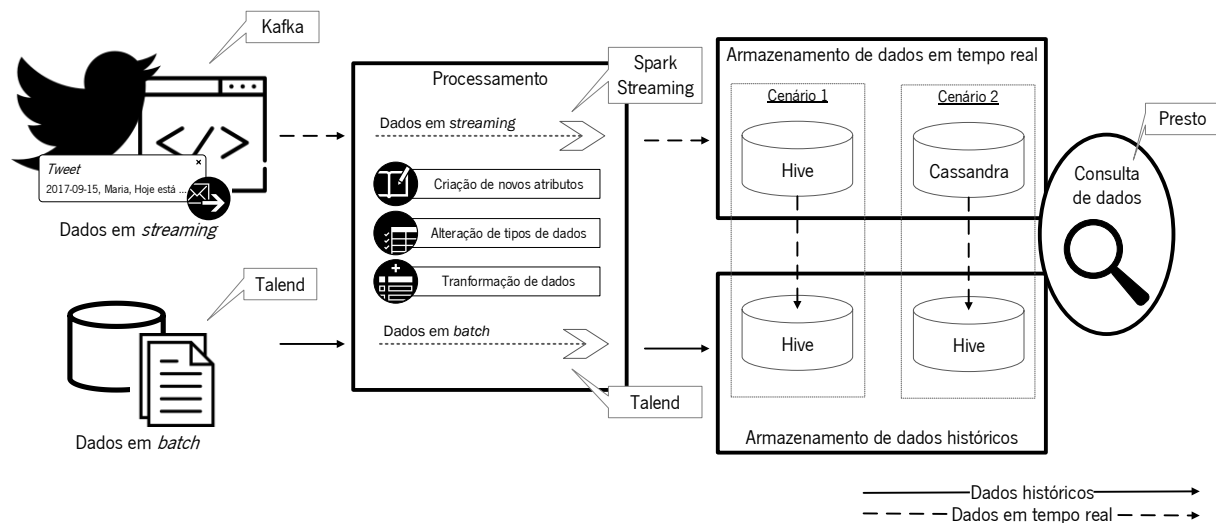 Kafka
Tweet
2017-09-15, Maria, Hoje está ...
Dados em streaming
Talend
Dados em batch
Processamento
Spark
Streaming
Dados em streaming
Criação de novos atributos
Alteração de tipos de dados
Tranformação de dados
Dados em batch
Talend
Armazenamento de dados em tempo real
Cenário 1
Cenário 2
Hive
Cassandra
Hive
Hive
Armazenamento de dados históricos
Presto
Consulta
de dados
Dados históricos
Dados em tempo real